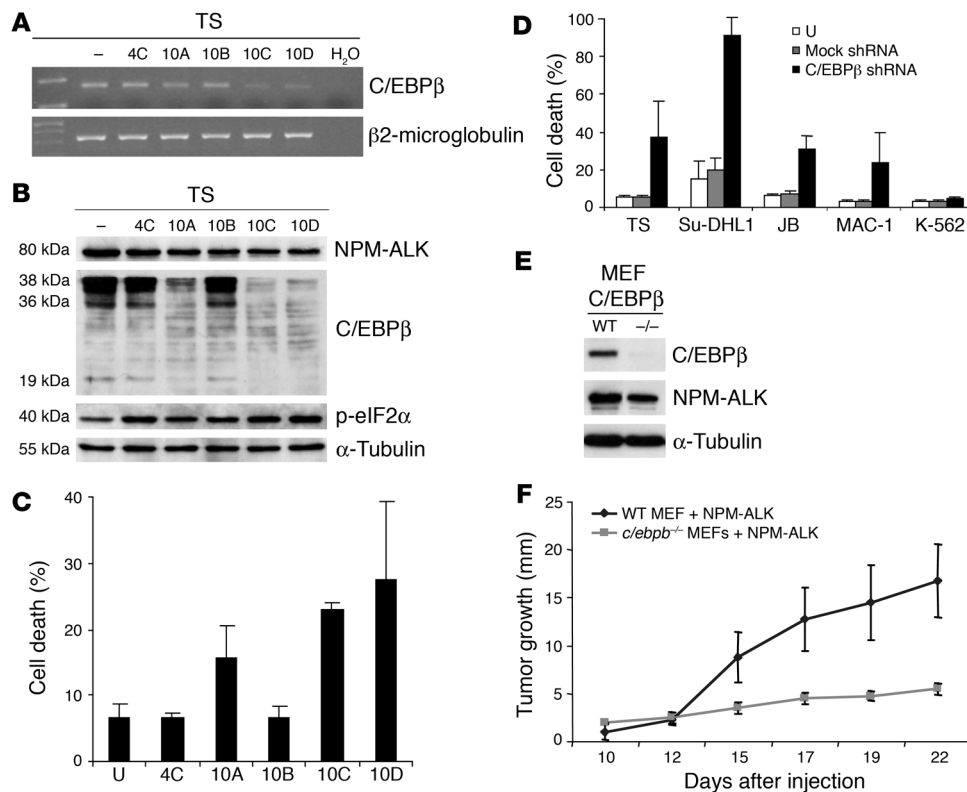 A
TS
– 4C 10A 10B 10C 10D H2O
C/EBPβ
β2-microglobulin
B
TS
– 4C 10A 10B 10C 10D
80 kDa NPM-ALK
38 kDa
36 kDa
C/EBPβ
19 kDa
40 kDa p-eIF2α
55 kDa α-Tubulin
C
Cell death (%)
40
30
20
10
0
U 4C 10A 10B 10C 10D
D
Cell death (%)
100
80
60
40
20
0
U
Mock shRNA
C/EBPβ shRNA
TS Su-DHL1 JB MAC-1 K-562
E
MEF
C/EBPβ
WT –/–
C/EBPβ
NPM-ALK
α-Tubulin
F
Tumor growth (mm)
25
20
15
10
5
0
WT MEF + NPM-ALK
c/ebpb–/– MEFs + NPM-ALK
10 12 15 17 19 22
Days after injection